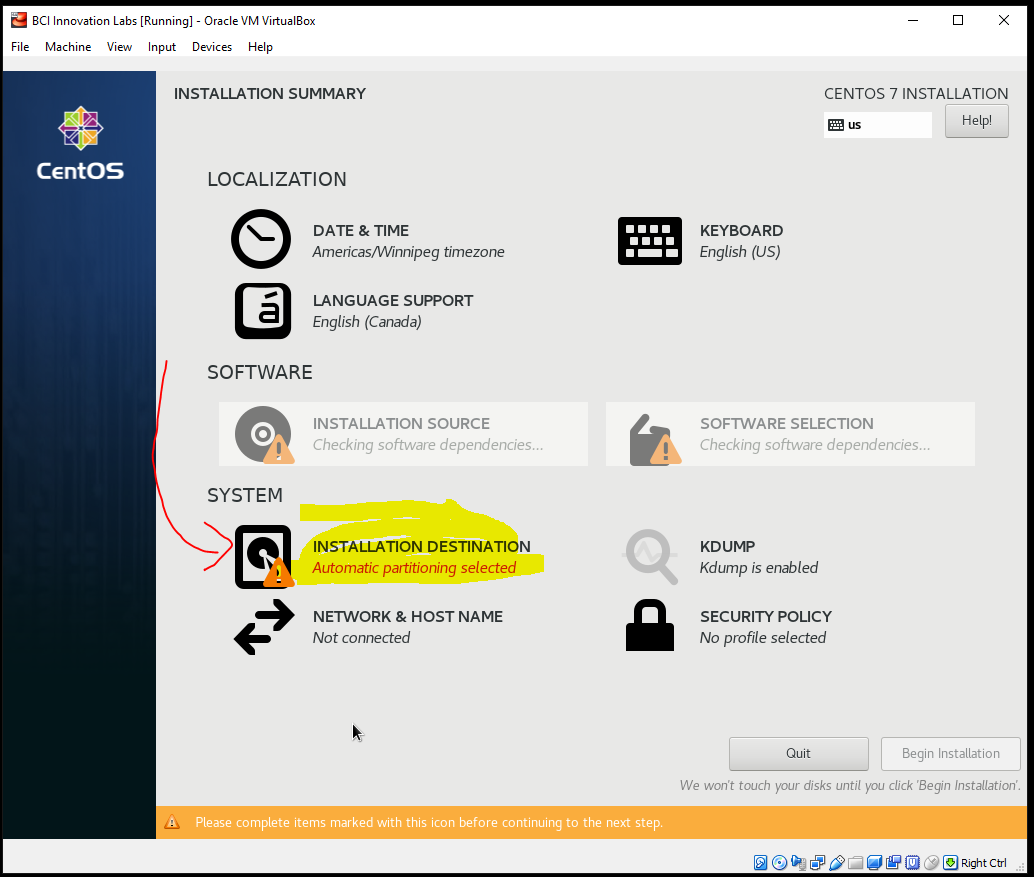 BCI Innovation Labs [Running] - Oracle VM VirtualBox
File Machine View Input Devices Help
INSTALLATION SUMMARY
CENTOS 7 INSTALLATION
us
Help!
CentOS
LOCALIZATION
DATE & TIME
Americas/Winnipeg timezone
KEYBOARD
English (US)
á
LANGUAGE SUPPORT
English (Canada)
SOFTWARE
INSTALLATION SOURCE
Checking software dependencies...
SOFTWARE SELECTION
Checking software dependencies...
SYSTEM
INSTALLATION DESTINATION
Automatic partitioning selected
KDUMP
Kdump is enabled
NETWORK & HOST NAME
Not connected
SECURITY POLICY
No profile selected
Quit
Begin Installation
We won't touch your disks until you click 'Begin Installation'.
Please complete items marked with this icon before continuing to the next step.
Right Ctrl